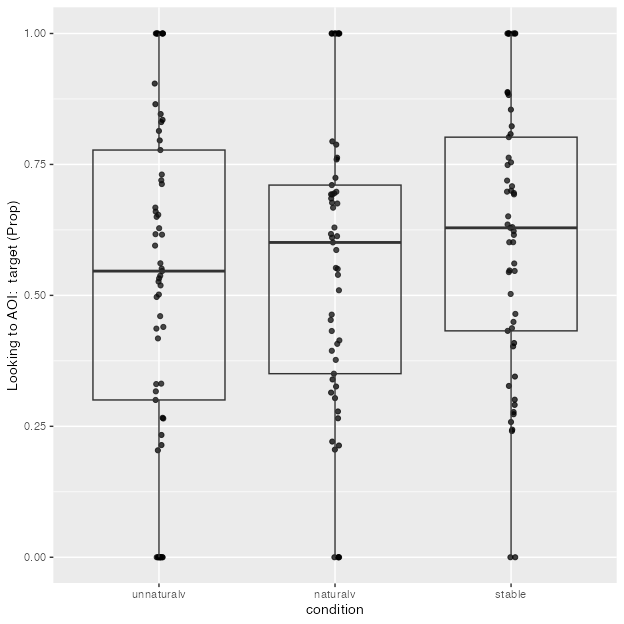 1.00
0.75
0.50
0.25
0.00
Looking to AOI:  target (Prop)
unnaturalv
naturalv
stable
condition